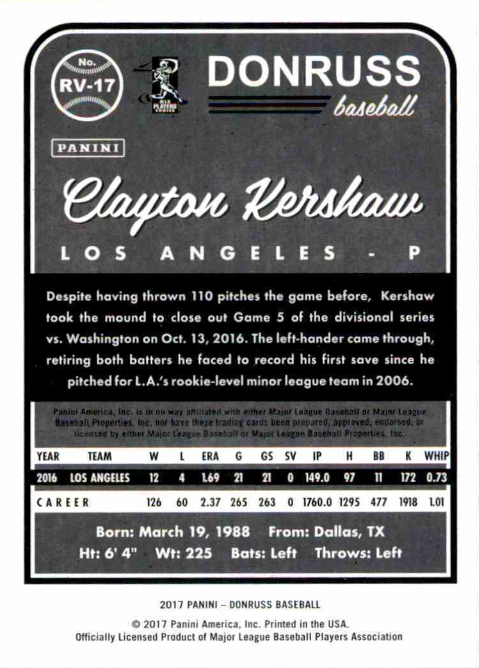 No.
RV-17
MLB
PLAYERS
CHOICE
DONRUSS
baseball
PANINI
Clayton Kershaw
LOS ANGELES - P
Despite having thrown 110 pitches the game before, Kershaw
took the mound to close out Game 5 of the divisional series
vs. Washington on Oct. 13, 2016. The left-hander came through,
retiring both batters he faced to record his first save since he
pitched for L.A.'s rookie-level minor league team in 2006.
Panini America, Inc. is in no way affiliated with either Major League Baseball or Major League
Baseball Properties, Inc. nor have these trading cards been prepared, approved, endorsed, or
licensed by either Major League Baseball or Major League Baseball Properties, Inc.
YEAR TEAM W L ERA G GS SV IP H BB K WHIP
2016 LOS ANGELES 12 4 1.69 21 21 0 149.0 97 11 172 0.73
CAREER 126 60 2.37 265 263 0 1760.0 1295 477 1918 1.01
Born: March 19, 1988 From: Dallas, TX
Ht: 6' 4" Wt: 225 Bats: Left Throws: Left
2017 PANINI – DONRUSS BASEBALL
© 2017 Panini America, Inc. Printed in the USA.
Officially Licensed Product of Major League Baseball Players Association